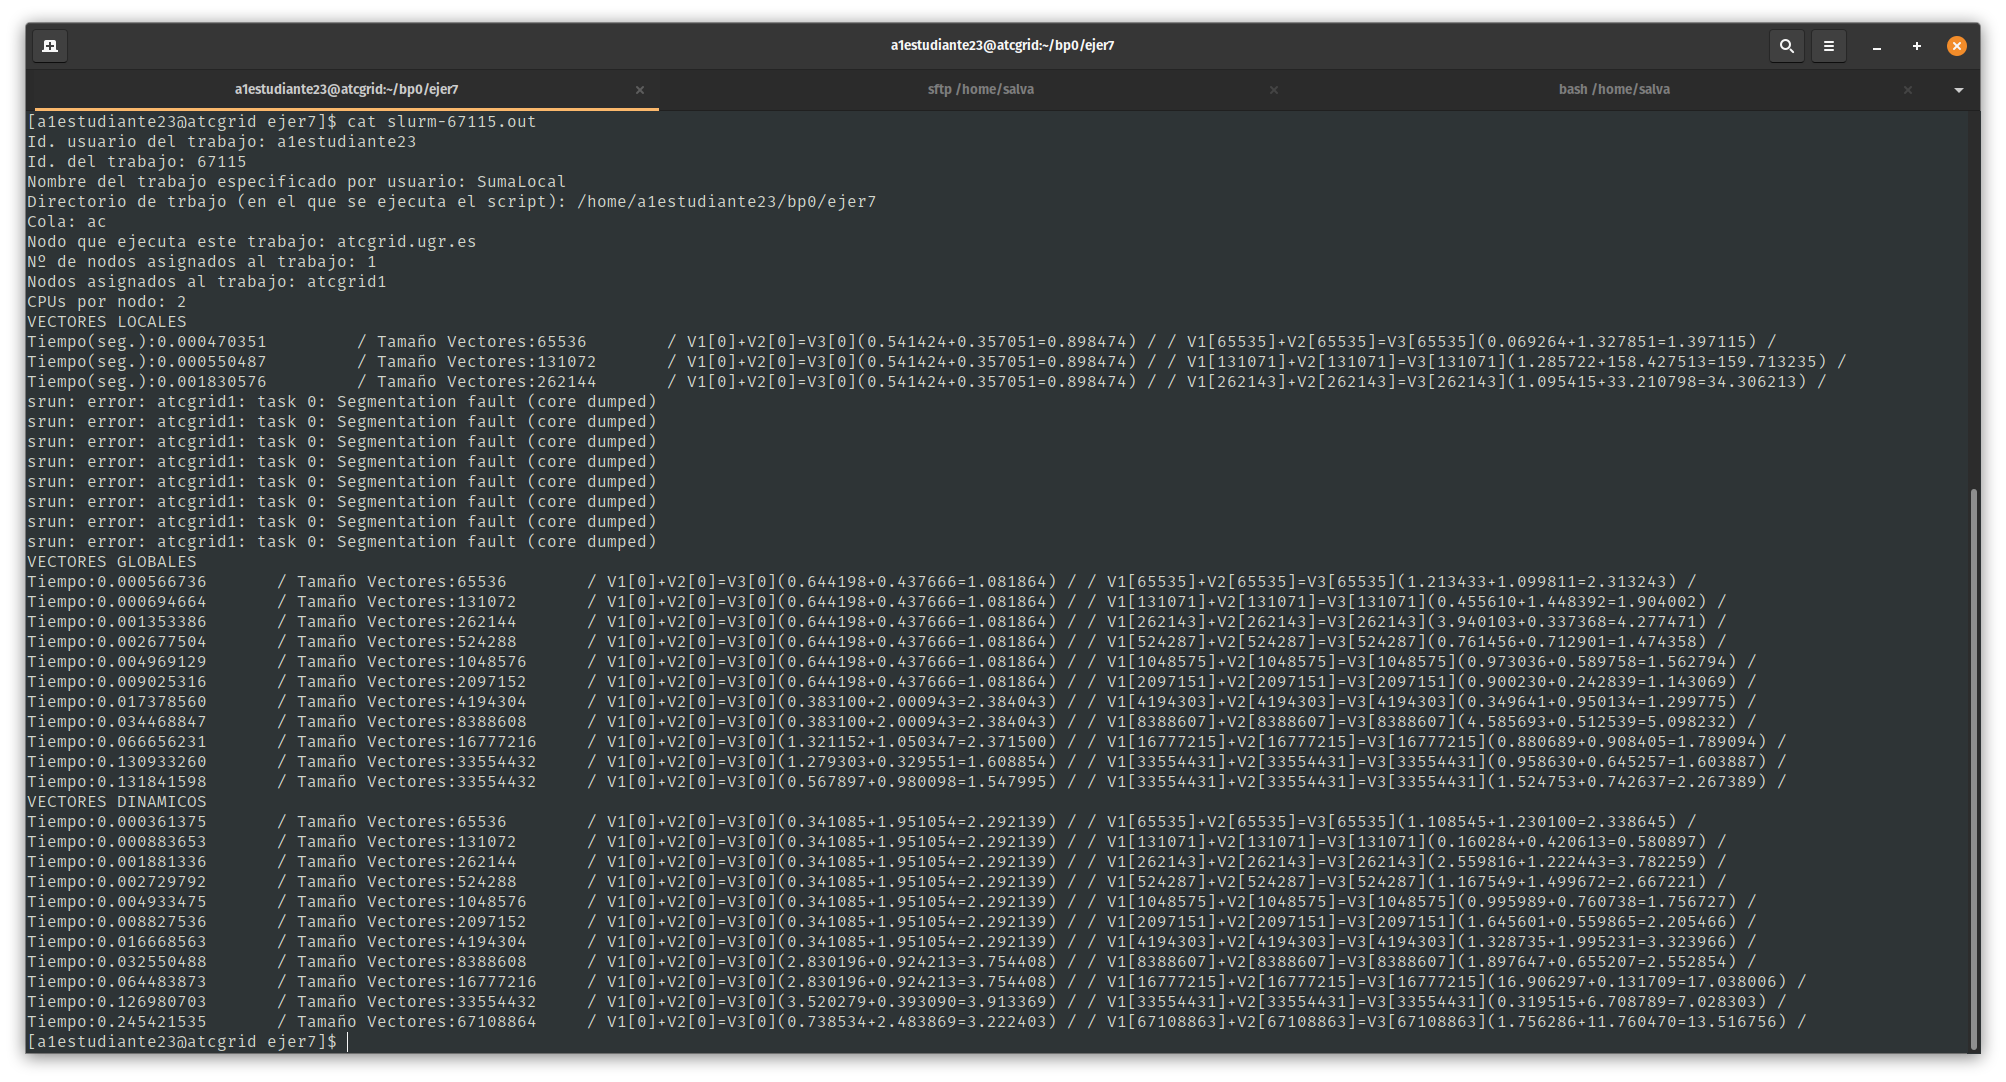 a1estudiante23@atcgrid:~/bp0/ejer7
a1estudiante23@atcgrid:~/bp0/ejer7 sftp /home/salva bash /home/salva
[a1estudiante23@atcgrid ejer7]$ cat slurm-67115.out
Id. usuario del trabajo: a1estudiante23
Id. del trabajo: 67115
Nombre del trabajo especificado por usuario: SumaLocal
Directorio de trbajo (en el que se ejecuta el script): /home/a1estudiante23/bp0/ejer7
Cola: ac
Nodo que ejecuta este trabajo: atcgrid.ugr.es
Nº de nodos asignados al trabajo: 1
Nodos asignados al trabajo: atcgrid1
CPUs por nodo: 2
VECTORES LOCALES
Tiempo(seg.):0.000470351 / Tamaño Vectores:65536 / V1[0]+V2[0]=V3[0](0.541424+0.357051=0.898474) / / V1[65535]+V2[65535]=V3[65535](0.069264+1.327851=1.397115) /
Tiempo(seg.):0.000550487 / Tamaño Vectores:131072 / V1[0]+V2[0]=V3[0](0.541424+0.357051=0.898474) / / V1[131071]+V2[131071]=V3[131071](1.285722+158.427513=159.713235) /
Tiempo(seg.):0.001830576 / Tamaño Vectores:262144 / V1[0]+V2[0]=V3[0](0.541424+0.357051=0.898474) / / V1[262143]+V2[262143]=V3[262143](1.095415+33.210798=34.306213) /
srun: error: atcgrid1: task 0: Segmentation fault (core dumped)
srun: error: atcgrid1: task 0: Segmentation fault (core dumped)
srun: error: atcgrid1: task 0: Segmentation fault (core dumped)
srun: error: atcgrid1: task 0: Segmentation fault (core dumped)
srun: error: atcgrid1: task 0: Segmentation fault (core dumped)
srun: error: atcgrid1: task 0: Segmentation fault (core dumped)
srun: error: atcgrid1: task 0: Segmentation fault (core dumped)
srun: error: atcgrid1: task 0: Segmentation fault (core dumped)
VECTORES GLOBALES
Tiempo:0.000566736 / Tamaño Vectores:65536 / V1[0]+V2[0]=V3[0](0.644198+0.437666=1.081864) / / V1[65535]+V2[65535]=V3[65535](1.213433+1.099811=2.313243) /
Tiempo:0.000694664 / Tamaño Vectores:131072 / V1[0]+V2[0]=V3[0](0.644198+0.437666=1.081864) / / V1[131071]+V2[131071]=V3[131071](0.455610+1.448392=1.904002) /
Tiempo:0.001353386 / Tamaño Vectores:262144 / V1[0]+V2[0]=V3[0](0.644198+0.437666=1.081864) / / V1[262143]+V2[262143]=V3[262143](3.940103+0.337368=4.277471) /
Tiempo:0.002677504 / Tamaño Vectores:524288 / V1[0]+V2[0]=V3[0](0.644198+0.437666=1.081864) / / V1[524287]+V2[524287]=V3[524287](0.761456+0.712901=1.474358) /
Tiempo:0.004969129 / Tamaño Vectores:1048576 / V1[0]+V2[0]=V3[0](0.644198+0.437666=1.081864) / / V1[1048575]+V2[1048575]=V3[1048575](0.973036+0.589758=1.562794) /
Tiempo:0.009025316 / Tamaño Vectores:2097152 / V1[0]+V2[0]=V3[0](0.644198+0.437666=1.081864) / / V1[2097151]+V2[2097151]=V3[2097151](0.900230+0.242839=1.143069) /
Tiempo:0.017378560 / Tamaño Vectores:4194304 / V1[0]+V2[0]=V3[0](0.383100+2.000943=2.384043) / / V1[4194303]+V2[4194303]=V3[4194303](0.349641+0.950134=1.299775) /
Tiempo:0.034468847 / Tamaño Vectores:8388608 / V1[0]+V2[0]=V3[0](0.383100+2.000943=2.384043) / / V1[8388607]+V2[8388607]=V3[8388607](4.585693+0.512539=5.098232) /
Tiempo:0.066656231 / Tamaño Vectores:16777216 / V1[0]+V2[0]=V3[0](1.321152+1.050347=2.371500) / / V1[16777215]+V2[16777215]=V3[16777215](0.880689+0.908405=1.789094) /
Tiempo:0.130933260 / Tamaño Vectores:33554432 / V1[0]+V2[0]=V3[0](1.279303+0.329551=1.608854) / / V1[33554431]+V2[33554431]=V3[33554431](0.958630+0.645257=1.603887) /
Tiempo:0.131841598 / Tamaño Vectores:33554432 / V1[0]+V2[0]=V3[0](0.567897+0.980098=1.547995) / / V1[33554431]+V2[33554431]=V3[33554431](1.524753+0.742637=2.267389) /
VECTORES DINAMICOS
Tiempo:0.000361375 / Tamaño Vectores:65536 / V1[0]+V2[0]=V3[0](0.341085+1.951054=2.292139) / / V1[65535]+V2[65535]=V3[65535](1.108545+1.230100=2.338645) /
Tiempo:0.000883653 / Tamaño Vectores:131072 / V1[0]+V2[0]=V3[0](0.341085+1.951054=2.292139) / / V1[131071]+V2[131071]=V3[131071](0.160284+0.420613=0.580897) /
Tiempo:0.001881336 / Tamaño Vectores:262144 / V1[0]+V2[0]=V3[0](0.341085+1.951054=2.292139) / / V1[262143]+V2[262143]=V3[262143](2.559816+1.222443=3.782259) /
Tiempo:0.002729792 / Tamaño Vectores:524288 / V1[0]+V2[0]=V3[0](0.341085+1.951054=2.292139) / / V1[524287]+V2[524287]=V3[524287](1.167549+1.499672=2.667221) /
Tiempo:0.004933475 / Tamaño Vectores:1048576 / V1[0]+V2[0]=V3[0](0.341085+1.951054=2.292139) / / V1[1048575]+V2[1048575]=V3[1048575](0.995989+0.760738=1.756727) /
Tiempo:0.008827536 / Tamaño Vectores:2097152 / V1[0]+V2[0]=V3[0](0.341085+1.951054=2.292139) / / V1[2097151]+V2[2097151]=V3[2097151](1.645601+0.559865=2.205466) /
Tiempo:0.016668563 / Tamaño Vectores:4194304 / V1[0]+V2[0]=V3[0](0.341085+1.951054=2.292139) / / V1[4194303]+V2[4194303]=V3[4194303](1.328735+1.995231=3.323966) /
Tiempo:0.032550488 / Tamaño Vectores:8388608 / V1[0]+V2[0]=V3[0](2.830196+0.924213=3.754408) / / V1[8388607]+V2[8388607]=V3[8388607](1.897647+0.655207=2.552854) /
Tiempo:0.064483873 / Tamaño Vectores:16777216 / V1[0]+V2[0]=V3[0](2.830196+0.924213=3.754408) / / V1[16777215]+V2[16777215]=V3[16777215](16.906297+0.131709=17.038006) /
Tiempo:0.126980703 / Tamaño Vectores:33554432 / V1[0]+V2[0]=V3[0](3.520279+0.393090=3.913369) / / V1[33554431]+V2[33554431]=V3[33554431](0.319515+6.708789=7.028303) /
Tiempo:0.245421535 / Tamaño Vectores:67108864 / V1[0]+V2[0]=V3[0](0.738534+2.483869=3.222403) / / V1[67108863]+V2[67108863]=V3[67108863](1.756286+11.760470=13.516756) /
[a1estudiante23@atcgrid ejer7]$